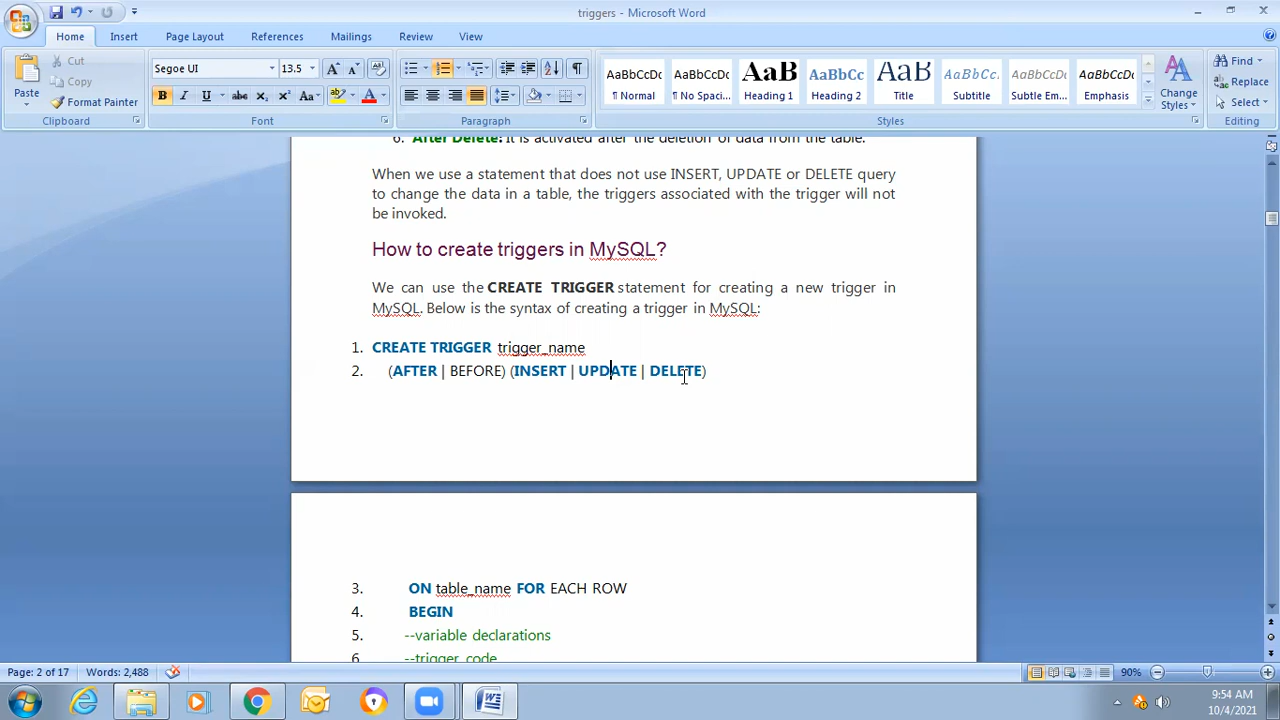 triggers - Microsoft Word
Home Insert Page Layout References Mailings Review View
Paste
Cut
Copy
Format Painter
Clipboard
Segoe UI 13.5
Font
Paragraph
AaBbCcDc AaBbCcDc AaB AaBbCc AaB AaBbCc. AaBbCcDc AaBbCcDc
¶ Normal ¶ No Spaci... Heading 1 Heading 2 Title Subtitle Subtle Em... Emphasis
Change Styles
Styles
Find
Replace
Select
Editing
6. After Delete: It is activated after the deletion of data from the table.
When we use a statement that does not use INSERT, UPDATE or DELETE query
to change the data in a table, the triggers associated with the trigger will not
be invoked.
How to create triggers in MySQL?
We can use the CREATE TRIGGER statement for creating a new trigger in
MySQL. Below is the syntax of creating a trigger in MySQL:
1. CREATE TRIGGER trigger_name
2. (AFTER | BEFORE) (INSERT | UPDATE | DELETE)
3. ON table_name FOR EACH ROW
4. BEGIN
5. --variable declarations
6. --trigger code
Page: 2 of 17 Words: 2,488 90%
9:54 AM
10/4/2021